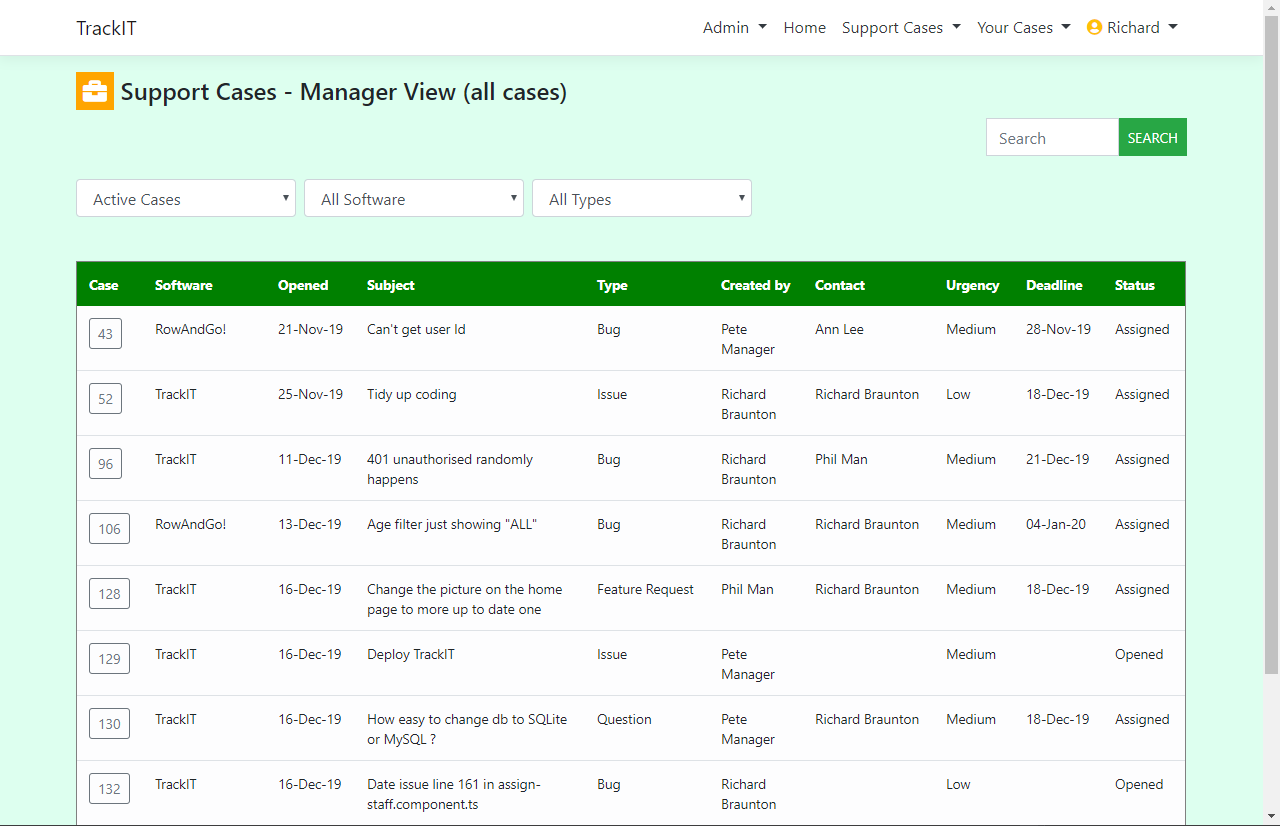 TrackIT
Admin Home Support Cases Your Cases Richard
Support Cases - Manager View (all cases)
Search SEARCH
Active Cases All Software All Types
Case Software Opened Subject Type Created by Contact Urgency Deadline Status
43 RowAndGo! 21-Nov-19 Can't get user Id Bug Pete Ann Lee Medium 28-Nov-19 Assigned
Manager
52 TrackIT 25-Nov-19 Tidy up coding Issue Richard Richard Braunton Low 18-Dec-19 Assigned
Braunton
96 TrackIT 11-Dec-19 401 unauthorised randomly Bug Richard Phil Man Medium 21-Dec-19 Assigned
happens Braunton
106 RowAndGo! 13-Dec-19 Age filter just showing "ALL" Bug Richard Richard Braunton Medium 04-Jan-20 Assigned
Braunton
128 TrackIT 16-Dec-19 Change the picture on the home Feature Request Phil Man Richard Braunton Medium 18-Dec-19 Assigned
page to more up to date one
129 TrackIT 16-Dec-19 Deploy TrackIT Issue Pete Medium Opened
Manager
130 TrackIT 16-Dec-19 How easy to change db to SQLite Question Pete Richard Braunton Medium 18-Dec-19 Assigned
or MySQL ? Manager
132 TrackIT 16-Dec-19 Date issue line 161 in assign- Bug Richard Low Opened
staff.component.ts Braunton